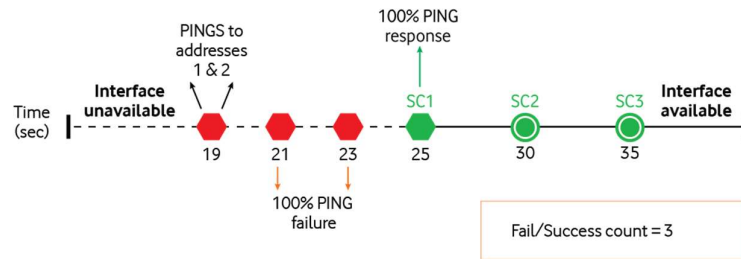 PINGS to
addresses
1 & 2
100% PING
response
Time
(sec)
Interface
unavailable
SC1
SC2
SC3
Interface
available
19
21
23
25
30
35
100% PING
failure
Fail/Success count = 3